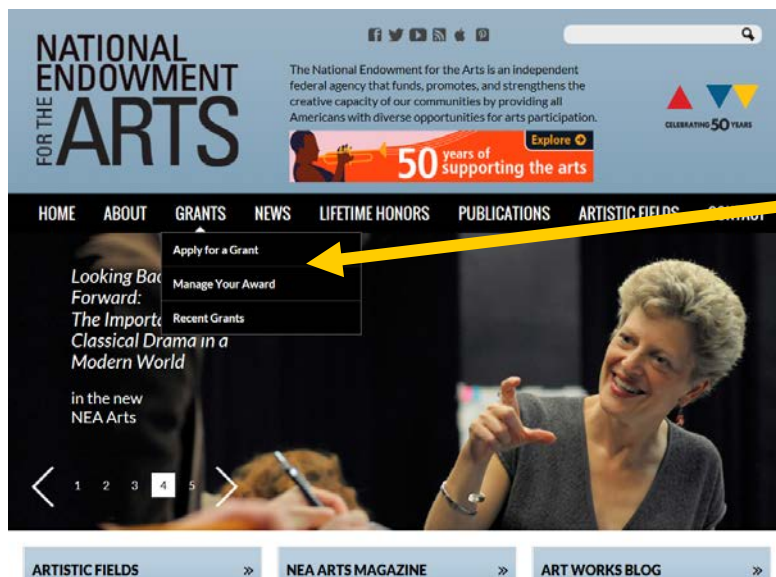 NATIONAL
ENDOWMENT
FOR THE
ARTS
The National Endowment for the Arts is an independent
federal agency that funds, promotes, and strengthens the
creative capacity of our communities by providing all
Americans with diverse opportunities for arts participation.
Explore
50 years of
supporting the arts
CELEBRATING 50 YEARS
HOME ABOUT GRANTS NEWS LIFETIME HONORS PUBLICATIONS ARTISTIC FIELDS CONTACT
Apply for a Grant
Manage Your Award
Recent Grants
Looking Bac
Forward:
The Importa
Classical Drama in a
Modern World
in the new
NEA Arts
1 2 3 4 5
ARTISTIC FIELDS »
NEA ARTS MAGAZINE »
ART WORKS BLOG »